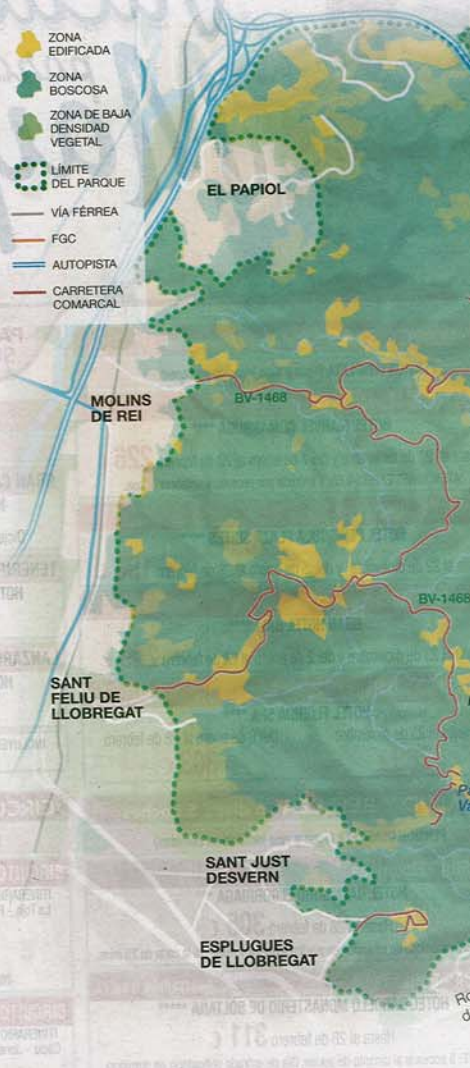 ZONA
EDIFICADA
ZONA
BOSCOSA
ZONA DE BAJA
DENSIDAD
VEGETAL
LÍMITE
DEL PARQUE
VÍA FÉRREA
FGC
AUTOPISTA
CARRETERA
COMARCAL
EL PAPIOL
MOLINS
DE REI
BV-1468
BV-1468
SANT
FELIU DE
LLOBREGAT
SANT JUST
DESVERN
ESPLUGUES
DE LLOBREGAT